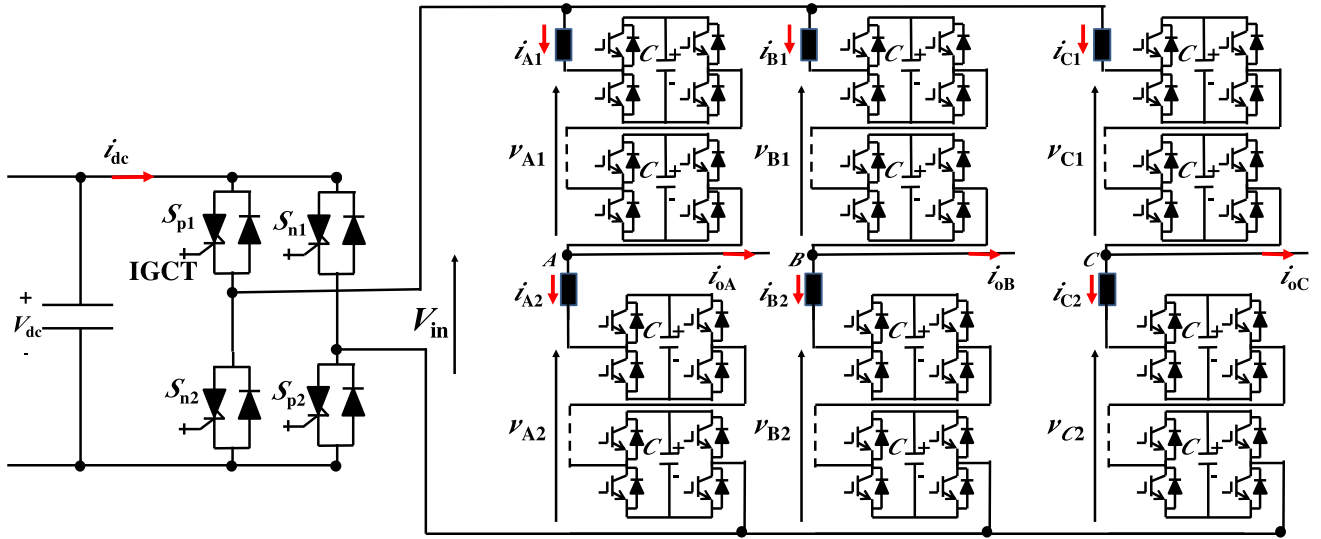 i_A1 C + - i_B1 C + - i_C1 C + -
i_dc v_A1 C + - v_B1 C + - v_C1 C + -
S_p1 S_n1
IGCT A i_oA B i_oB C i_oC
+ V_dc - V_in i_A2 C + - i_B2 C + - i_C2 C + -
S_n2 S_p2
v_A2 C + - v_B2 C + - v_C2 C + -